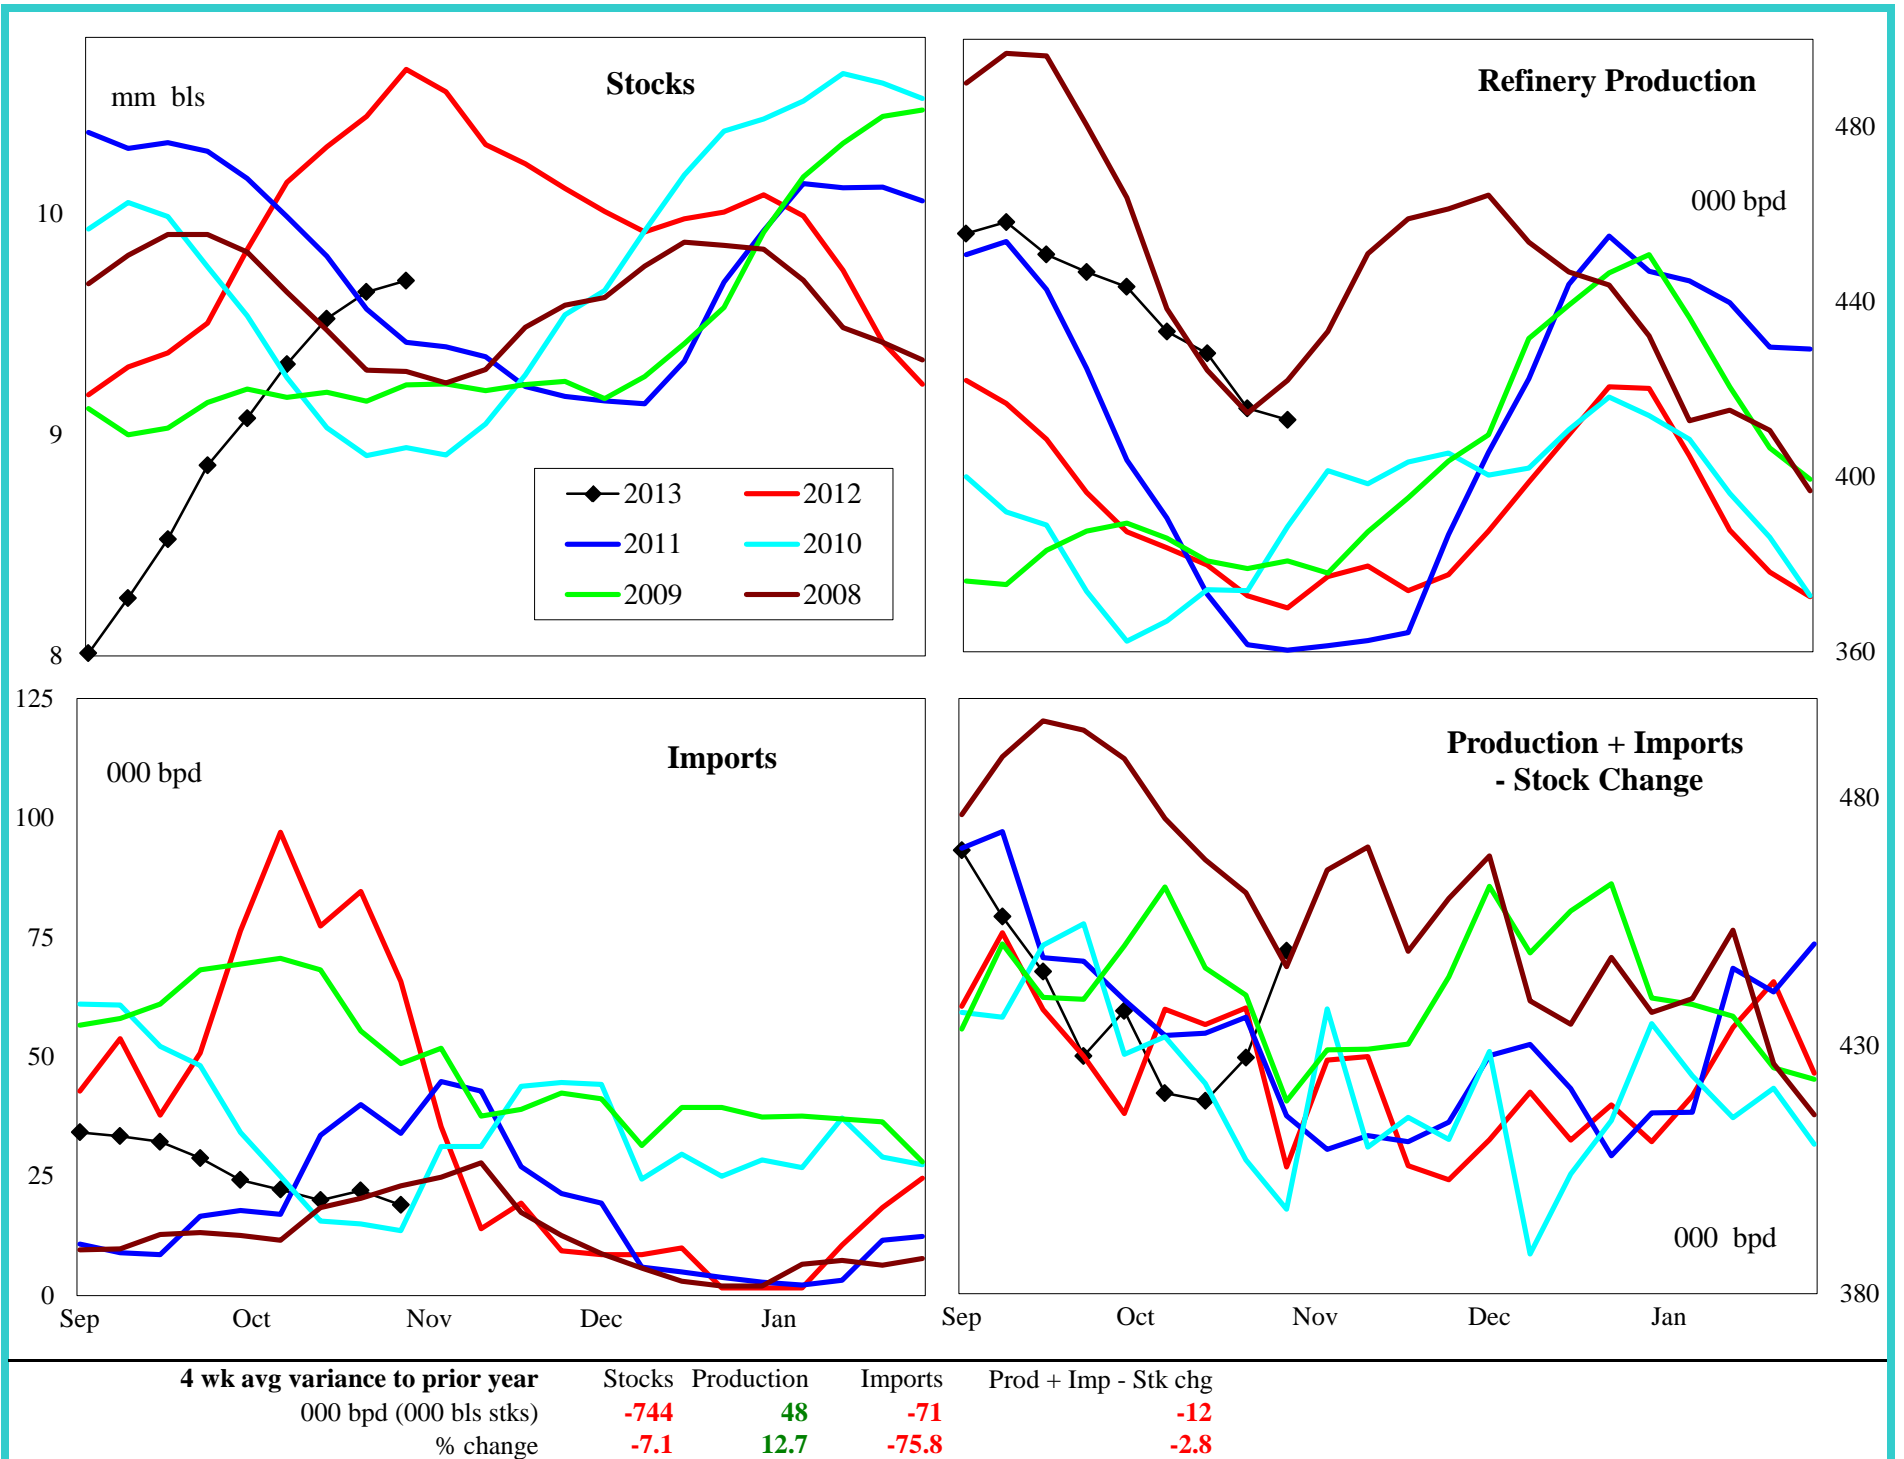 Stocks
mm bls
10
9
8
2013
2012
2011
2010
2009
2008
Refinery Production
000 bpd
480
440
400
360
Imports
000 bpd
125
100
75
50
25
0
Sep Oct Nov Dec Jan
Production + Imports
- Stock Change
000 bpd
480
430
380
Sep Oct Nov Dec Jan
4 wk avg variance to prior year Stocks Production Imports Prod + Imp - Stk chg
000 bpd (000 bls stks) -744 48 -71 -12
% change -7.1 12.7 -75.8 -2.8